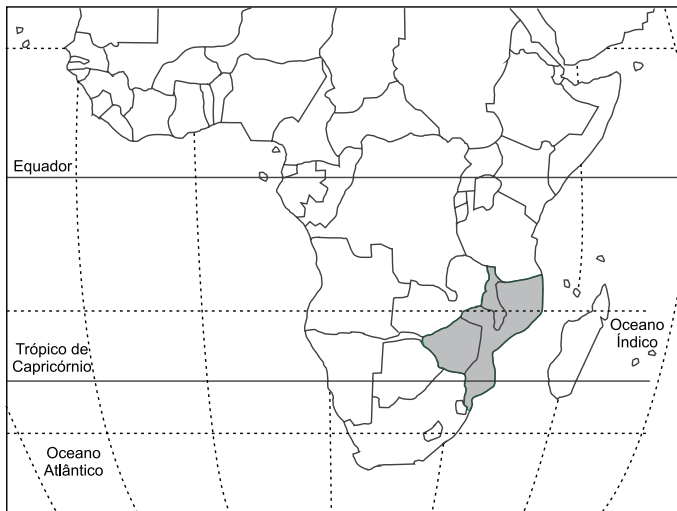 Equador
Trópico de
Capricórnio
Oceano
Índico
Oceano
Atlântico